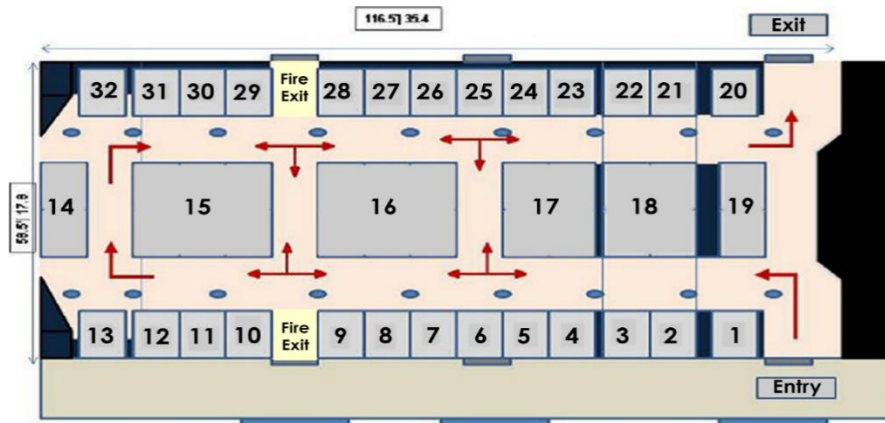 116.5'| 35.4
Exit
32 31 30 29 Fire Exit 28 27 26 25 24 23 22 21 20
58.5'| 17.8
14 15 16 17 18 19
13 12 11 10 Fire Exit 9 8 7 6 5 4 3 2 1
Entry